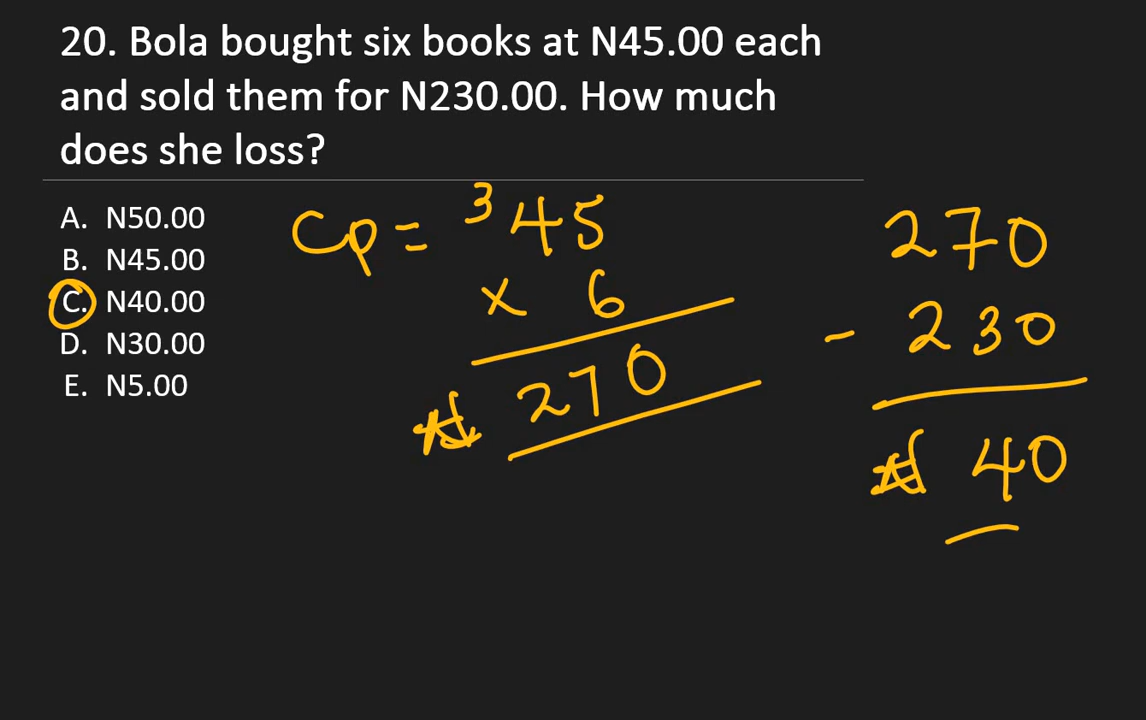 20. Bola bought six books at N45.00 each
and sold them for N230.00. How much
does she loss?
A. N50.00
B. N45.00
C. N40.00
D. N30.00
E. N5.00
Cp = ³45
× 6
₦ 270
270
- 230
₦ 40